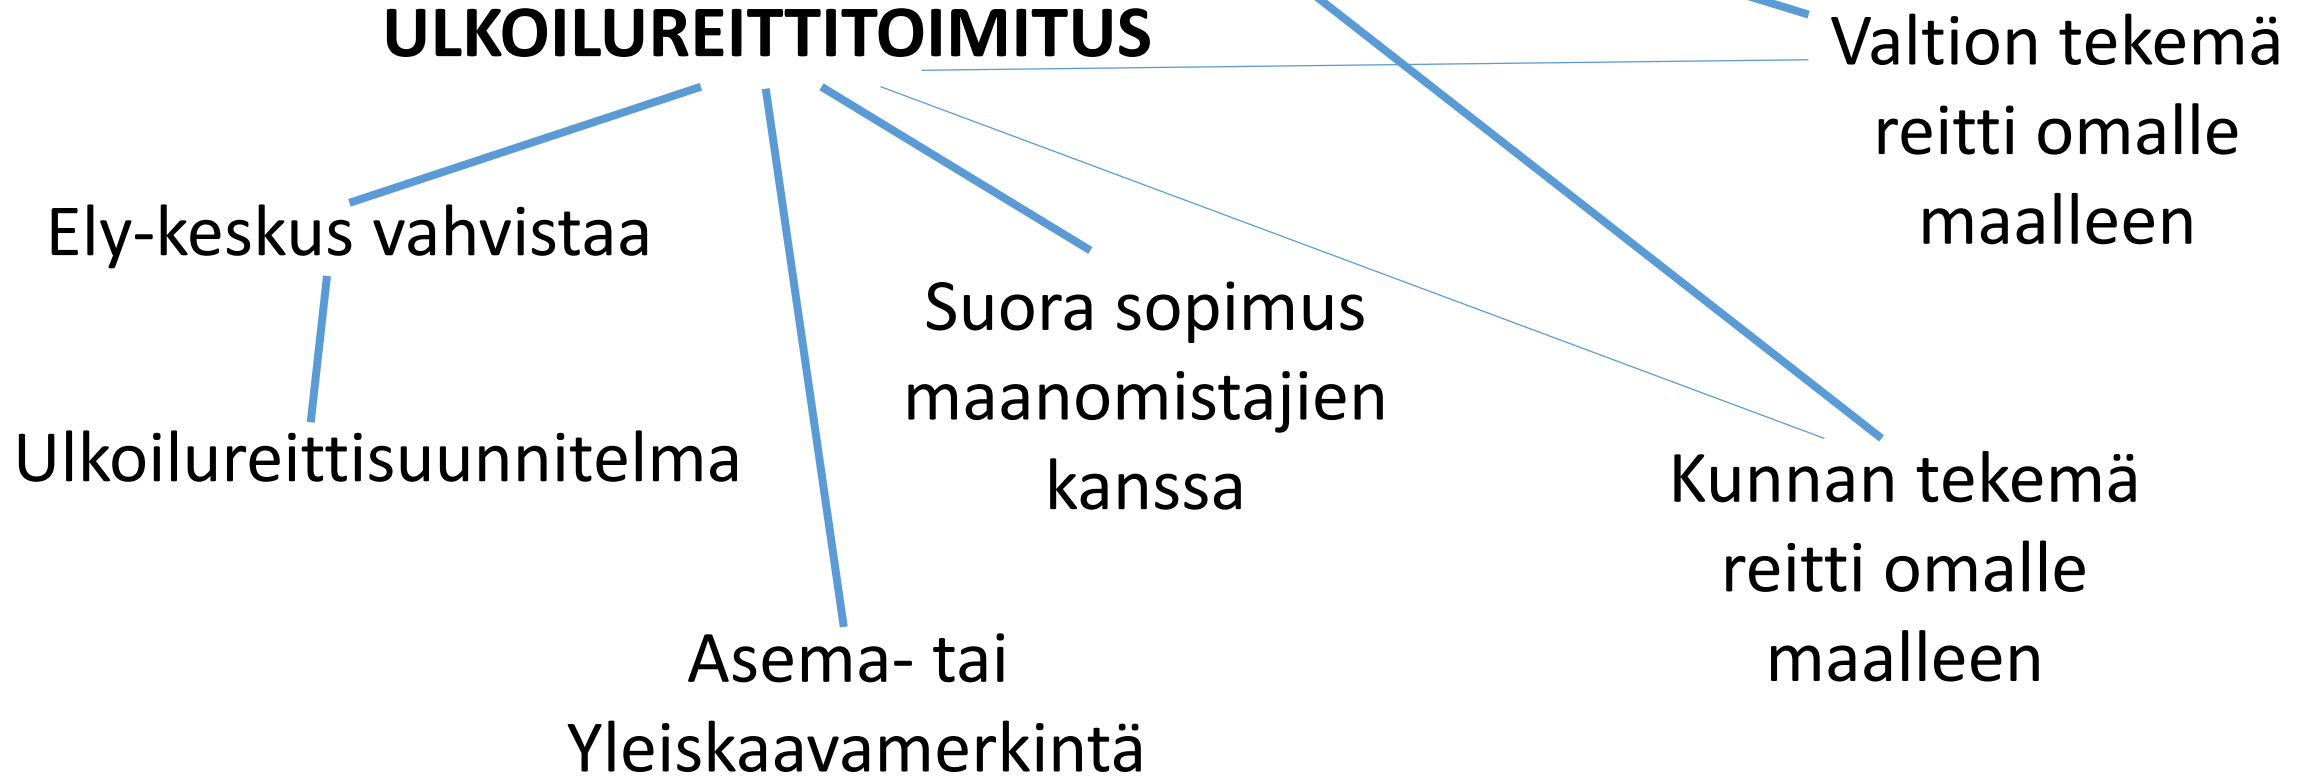 ULKOILUREITTITOIMITUS
Valtion tekemä
reitti omalle
maalleen
Ely-keskus vahvistaa
Ulkoilureittisuunnitelma
Suora sopimus
maanomistajien
kanssa
Kunnan tekemä
reitti omalle
maalleen
Asema- tai
Yleiskaavamerkintä